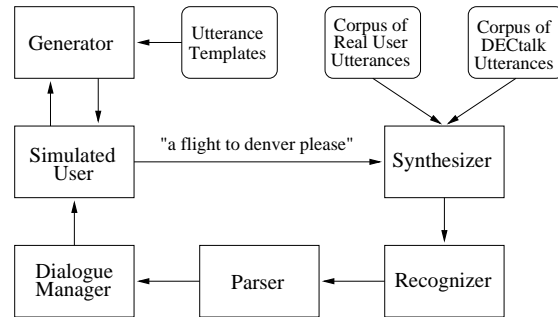 Generator
Utterance
Templates
Corpus of
Real User
Utterances
Corpus of
DECtalk
Utterances
Simulated
User
"a flight to denver please"
Synthesizer
Dialogue
Manager
Parser
Recognizer